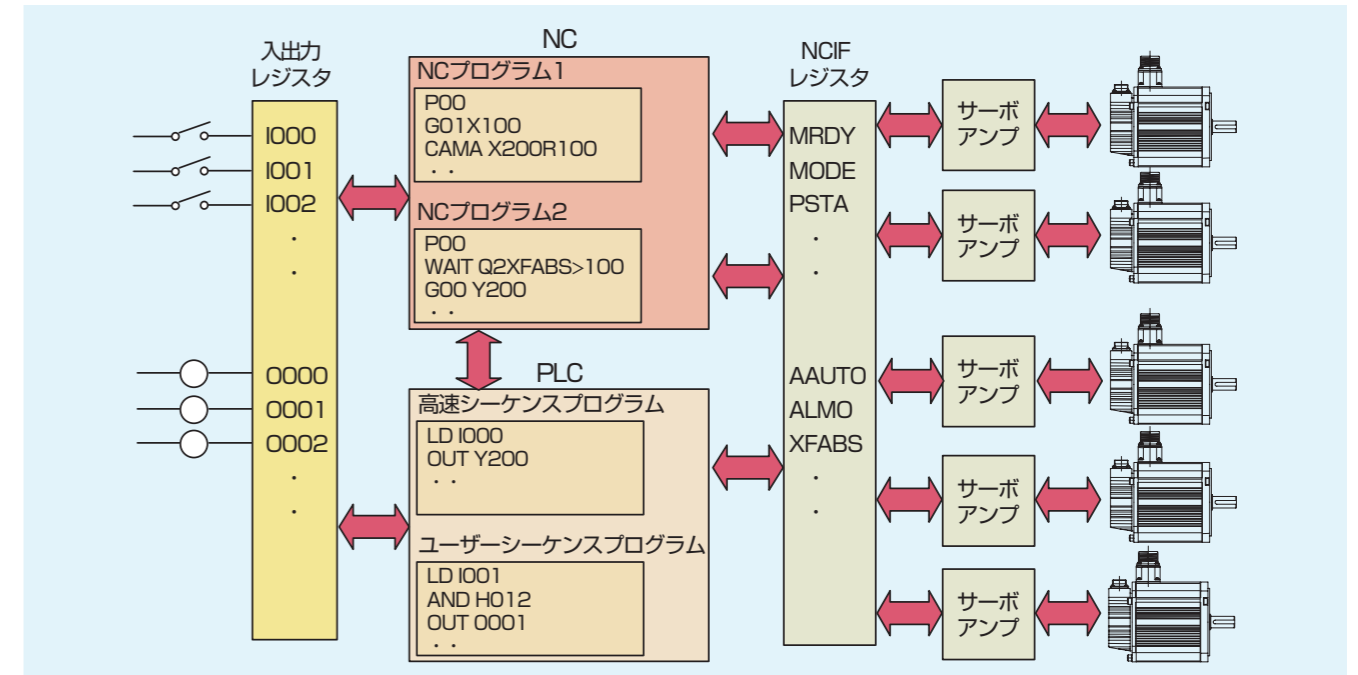 入出力
レジスタ
I000
I001
I002
・
・
0000
0001
0002
・
・
NC
NCプログラム1
P00
G01X100
CAMA X200R100
・・
NCプログラム2
P00
WAIT Q2XFABS>100
G00 Y200
・・
PLC
高速シーケンスプログラム
LD I000
OUT Y200
・・
ユーザーシーケンスプログラム
LD I001
AND H012
OUT 0001
・・
NCIF
レジスタ
MRDY
MODE
PSTA
・
・
AAUTO
ALMO
XFABS
・
・
サーボ
アンプ
サーボ
アンプ
サーボ
アンプ
サーボ
アンプ
サーボ
アンプ